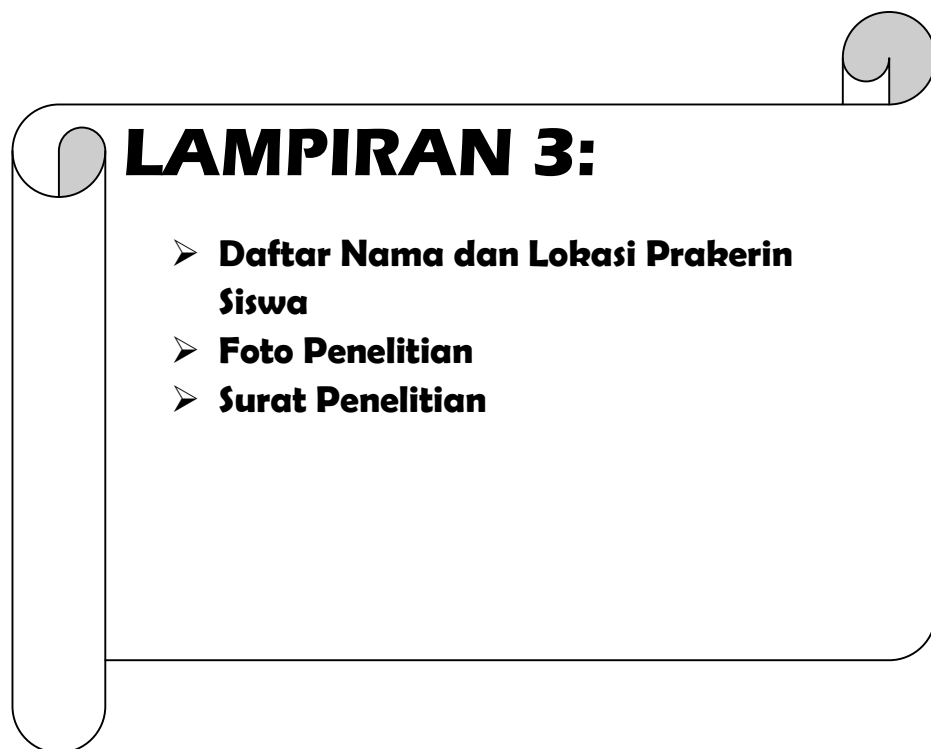 LAMPIRAN 3:
➢ Daftar Nama dan Lokasi Prakerin
Siswa
➢ Foto Penelitian
➢ Surat Penelitian